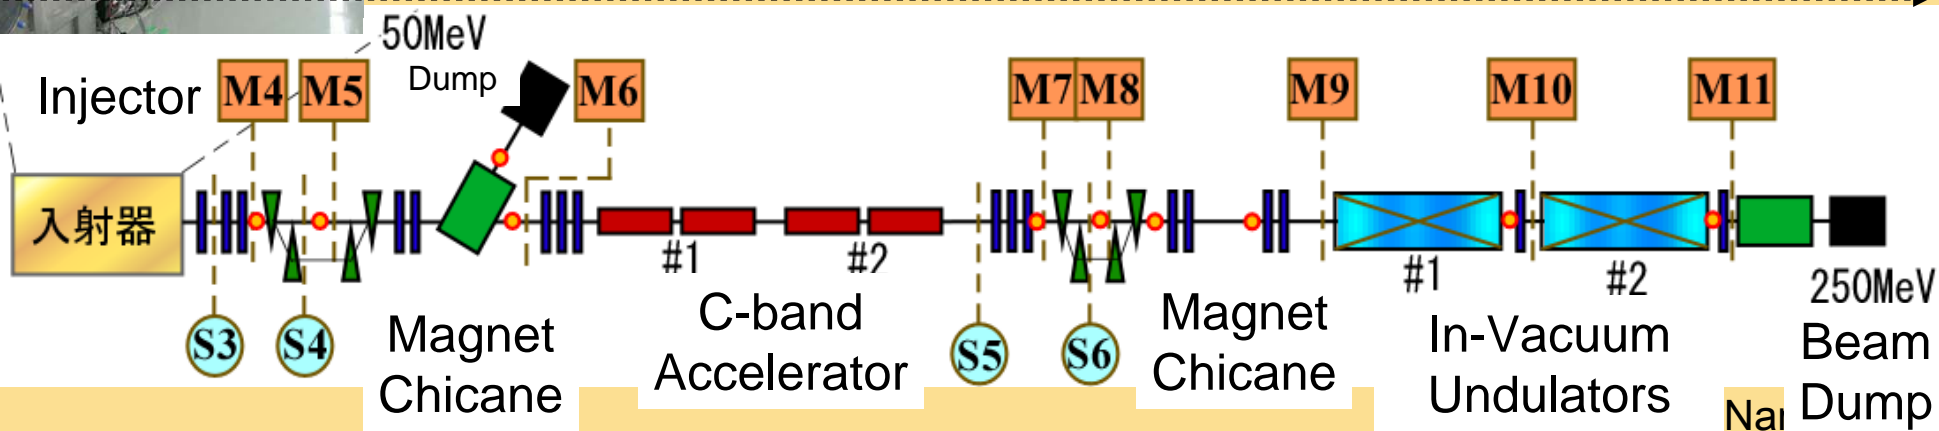 50MeV
Dump
Injector
M4
M5
M6
M7
M8
M9
M10
M11
入射器
#1
#2
#1
#2
S3
S4
S5
S6
Magnet
Chicane
C-band
Accelerator
Magnet
Chicane
In-Vacuum
Undulators
250MeV
Beam
Dump